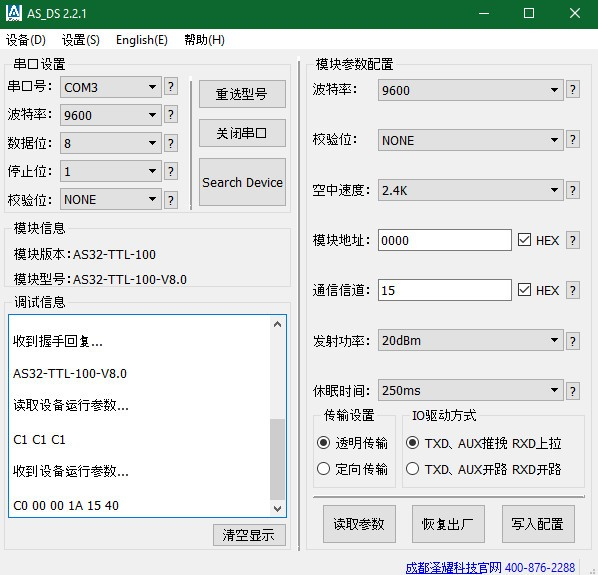 AS_DS 2.2.1
设备(D) 设置(S) English(E) 帮助(H)
串口设置
串口号: COM3 ?
波特率: 9600 ?
数据位: 8 ?
停止位: 1 ?
校验位: NONE ?
重选型号
关闭串口
Search Device
模块信息
模块版本:AS32-TTL-100
模块型号:AS32-TTL-100-V8.0
调试信息
收到握手回复...
AS32-TTL-100-V8.0
读取设备运行参数...
C1 C1 C1
收到设备运行参数...
C0 00 00 1A 15 40
清空显示
模块参数配置
波特率: 9600 ?
校验位: NONE ?
空中速度: 2.4K ?
模块地址: 0000 HEX ?
通信信道: 15 HEX ?
发射功率: 20dBm ?
休眠时间: 250ms ?
传输设置
透明传输
定向传输
IO驱动方式
TXD、AUX推挽 RXD上拉
TXD、AUX开路 RXD开路
读取参数 恢复出厂 写入配置
成都泽耀科技官网 400-876-2288